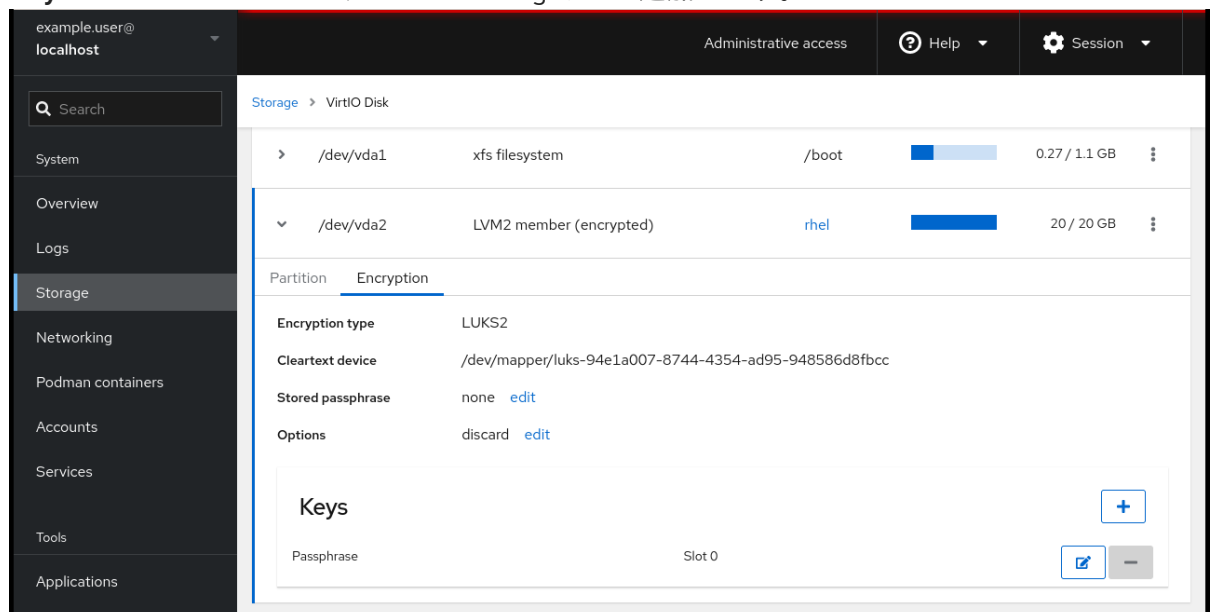 example.user@
localhost
Administrative access
Help
Session
Search
Storage > VirtIO Disk
System
Overview
Logs
Storage
Networking
Podman containers
Accounts
Services
Tools
Applications
/dev/vda1 xfs filesystem /boot 0.27 / 1.1 GB
/dev/vda2 LVM2 member (encrypted) rhel 20 / 20 GB
Partition Encryption
Encryption type LUKS2
Cleartext device /dev/mapper/luks-94e1a007-8744-4354-ad95-948586d8fbcc
Stored passphrase none edit
Options discard edit
Keys
Passphrase Slot 0